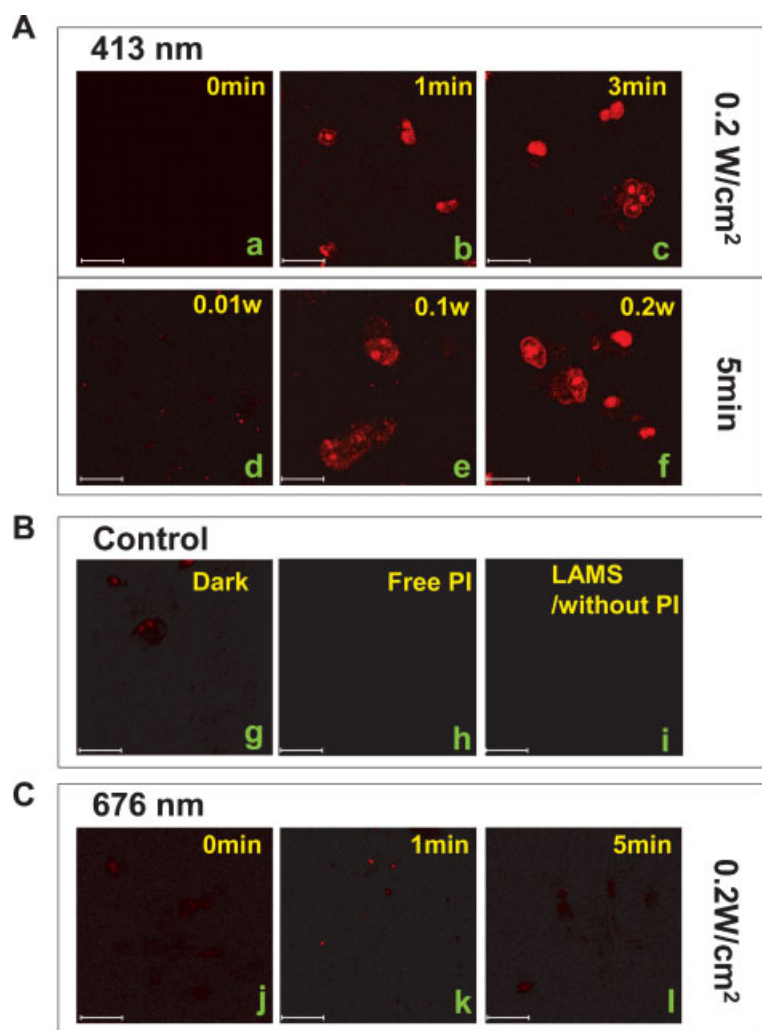 A
413 nm
0min
1min
3min
0.2 W/cm²
a
b
c
0.01w
0.1w
0.2w
5min
d
e
f
B
Control
Dark
Free PI
LAMS
/without PI
g
h
i
C
676 nm
0min
1min
5min
0.2W/cm²
j
k
l